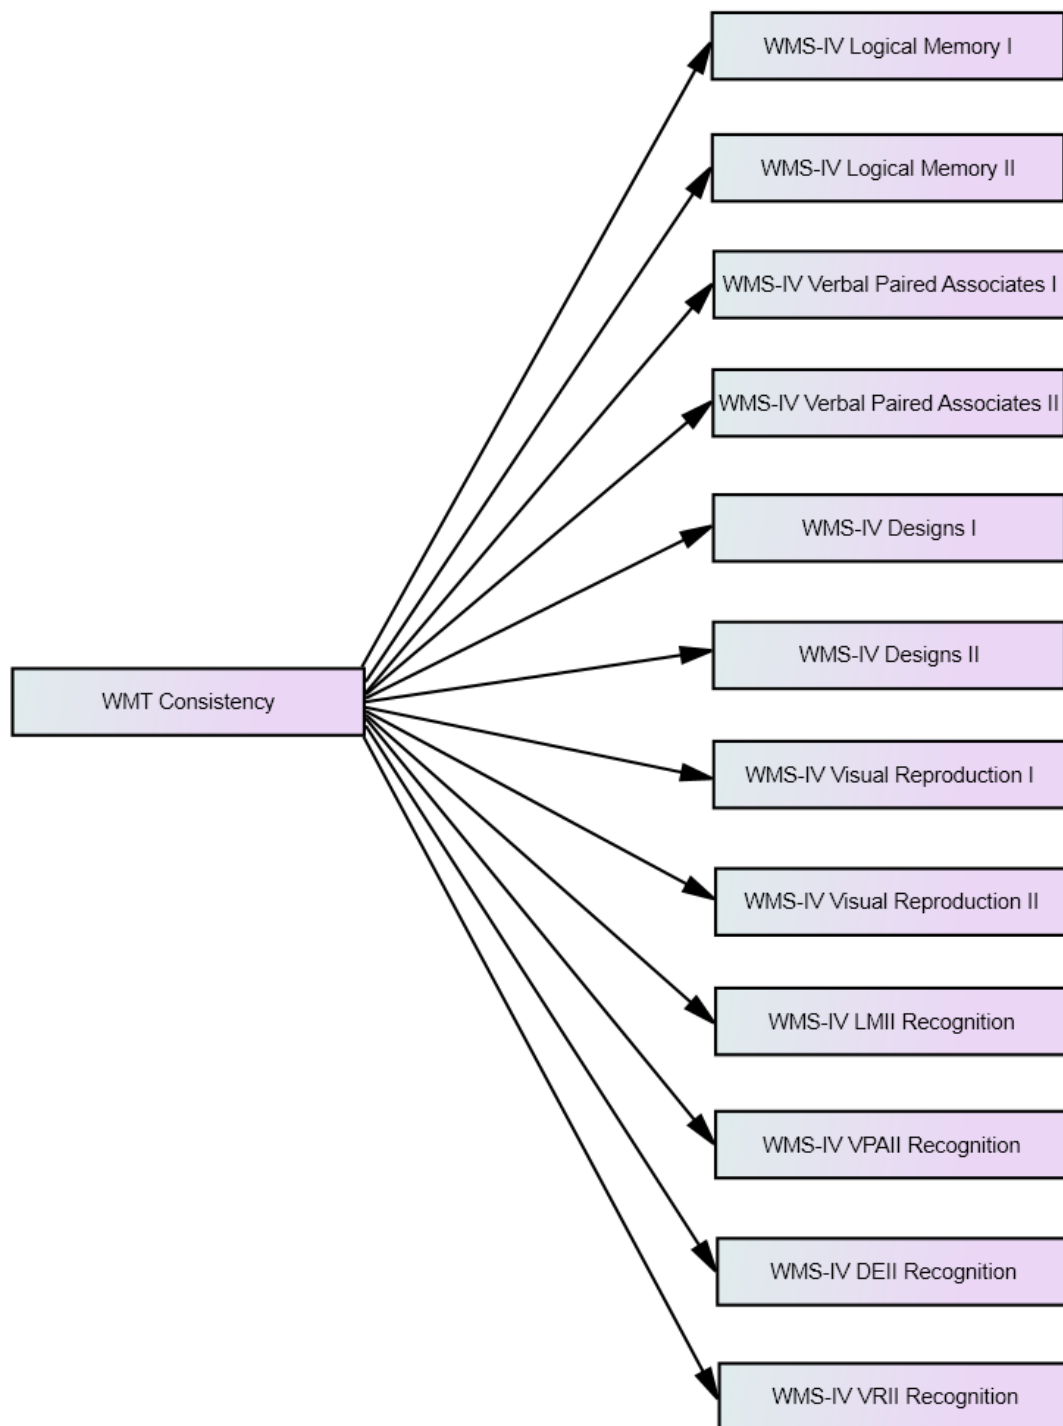 WMS-IV Logical Memory I
WMS-IV Logical Memory II
WMS-IV Verbal Paired Associates I
WMS-IV Verbal Paired Associates II
WMS-IV Designs I
WMS-IV Designs II
WMT Consistency
WMS-IV Visual Reproduction I
WMS-IV Visual Reproduction II
WMS-IV LMII Recognition
WMS-IV VPAII Recognition
WMS-IV DEII Recognition
WMS-IV VRII Recognition